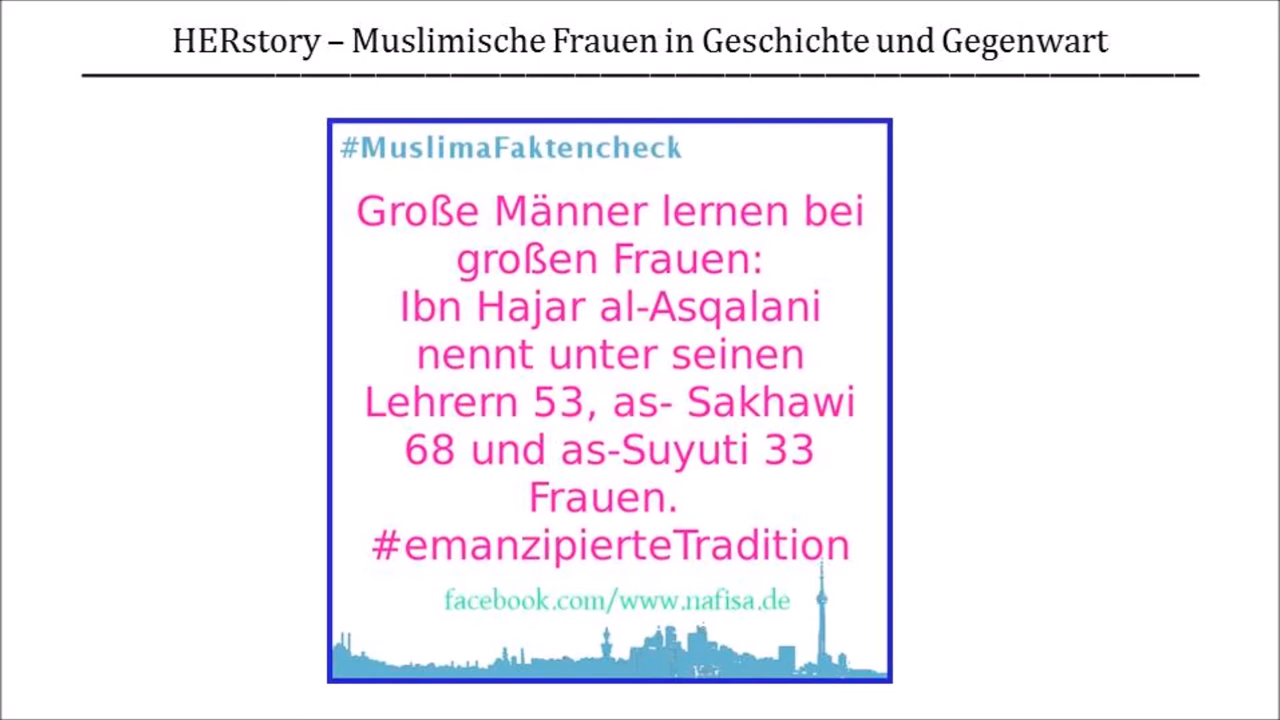 HERstory – Muslimische Frauen in Geschichte und Gegenwart
#MuslimaFaktencheck
Große Männer lernen bei
großen Frauen:
Ibn Hajar al-Asqalani
nennt unter seinen
Lehrern 53, as- Sakhawi
68 und as-Suyuti 33
Frauen.
#emanzipierteTradition
facebook.com/www.nafisa.de